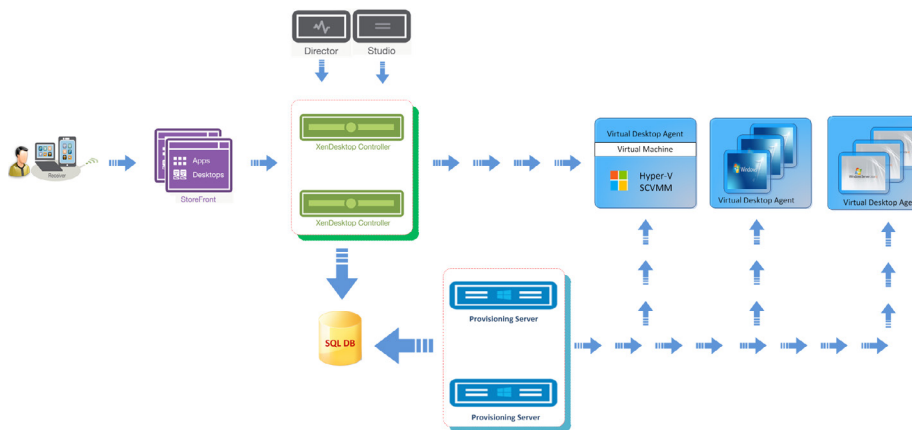 Director
Studio
Receiver
Apps
Desktops
StoreFront
XenDesktop Controller
XenDesktop Controller
SQL DB
Provisioning Server
Provisioning Server
Virtual Desktop Agent
Virtual Machine
Hyper-V
SCVMM
Virtual Desktop Agent
Virtual Desktop Agent